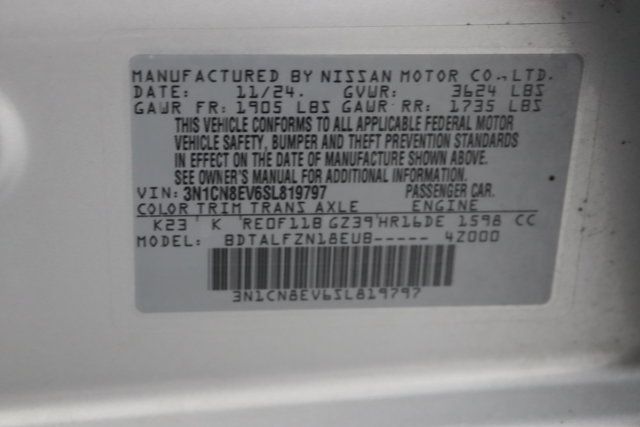 MANUFACTURED BY NISSAN MOTOR CO., LTD.
DATE: 11/24. GVWR: 3624 LBS
GAWR FR: 1905 LBS GAWR RR: 1735 LBS
THIS VEHICLE CONFORMS TO ALL APPLICABLE FEDERAL MOTOR
VEHICLE SAFETY, BUMPER AND THEFT PREVENTION STANDARDS
IN EFFECT ON THE DATE OF MANUFACTURE SHOWN ABOVE.
SEE OWNER'S MANUAL FOR ADDITIONAL INFORMATION.
VIN: 3N1CN8EV6SL819797 PASSENGER CAR.
COLOR TRIM TRANS AXLE ENGINE
K23 K RE0F11B GZ39 HR16DE 1598 CC
MODEL: BDTALFZN18EUB----- 4Z000
3N1CN8EV6SL819797